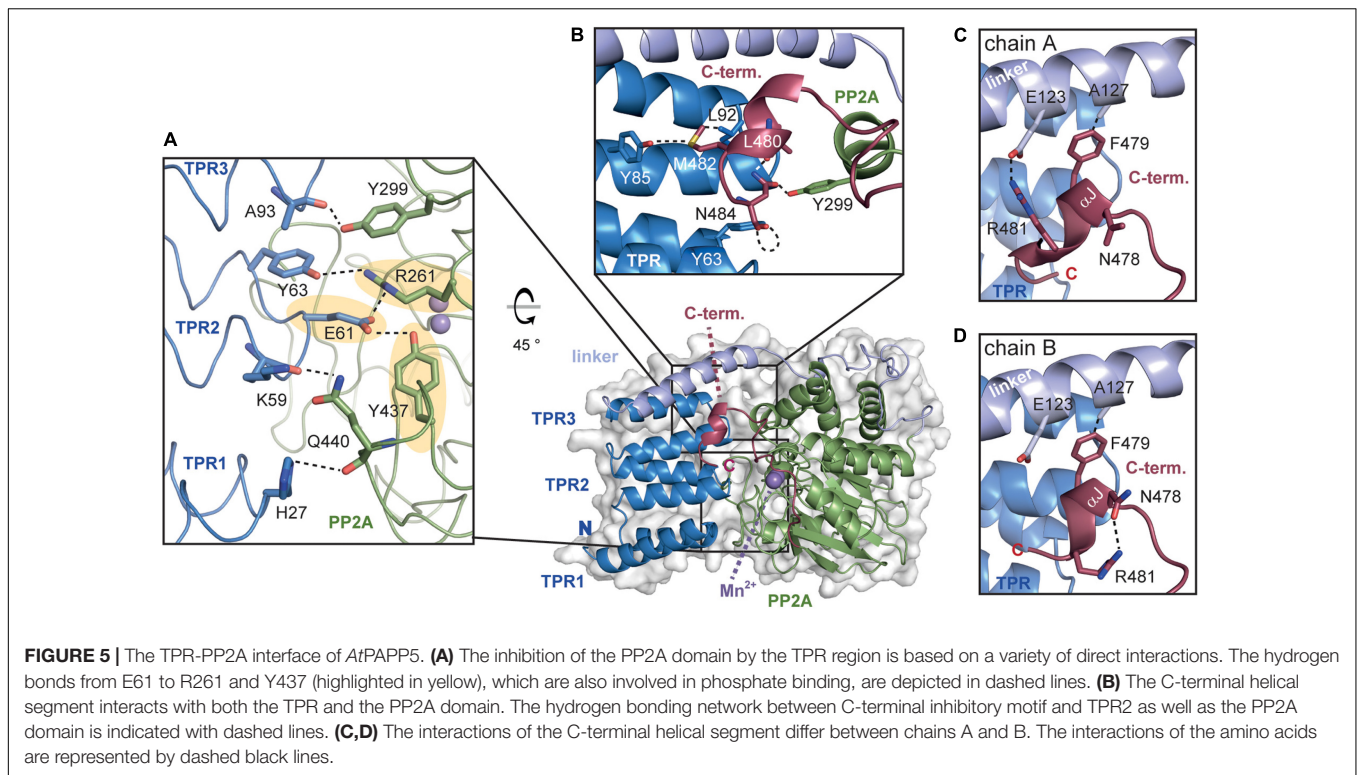 A
TPR3
A93
Y299
Y63
R261
E61
TPR2
K59
Y437
Q440
TPR1
H27
PP2A
B
C-term.
PP2A
L92
L480
M482
Y85
N484
Y299
TPR
Y63
45 °
C-term.
linker
TPR3
TPR2
C
N
TPR1
Mn2+
PP2A
C
chain A
linker
E123
A127
F479
C-term.
αJ
R481
N478
C
TPR
D
chain B
linker
A127
E123
F479
C-term.
N478
αJ
C
R481
TPR
FIGURE 5 | The TPR-PP2A interface of AtPAPP5. (A) The inhibition of the PP2A domain by the TPR region is based on a variety of direct interactions. The hydrogen
bonds from E61 to R261 and Y437 (highlighted in yellow), which are also involved in phosphate binding, are depicted in dashed lines. (B) The C-terminal helical
segment interacts with both the TPR and the PP2A domain. The hydrogen bonding network between C-terminal inhibitory motif and TPR2 as well as the PP2A
domain is indicated with dashed lines. (C,D) The interactions of the C-terminal helical segment differ between chains A and B. The interactions of the amino acids
are represented by dashed black lines.